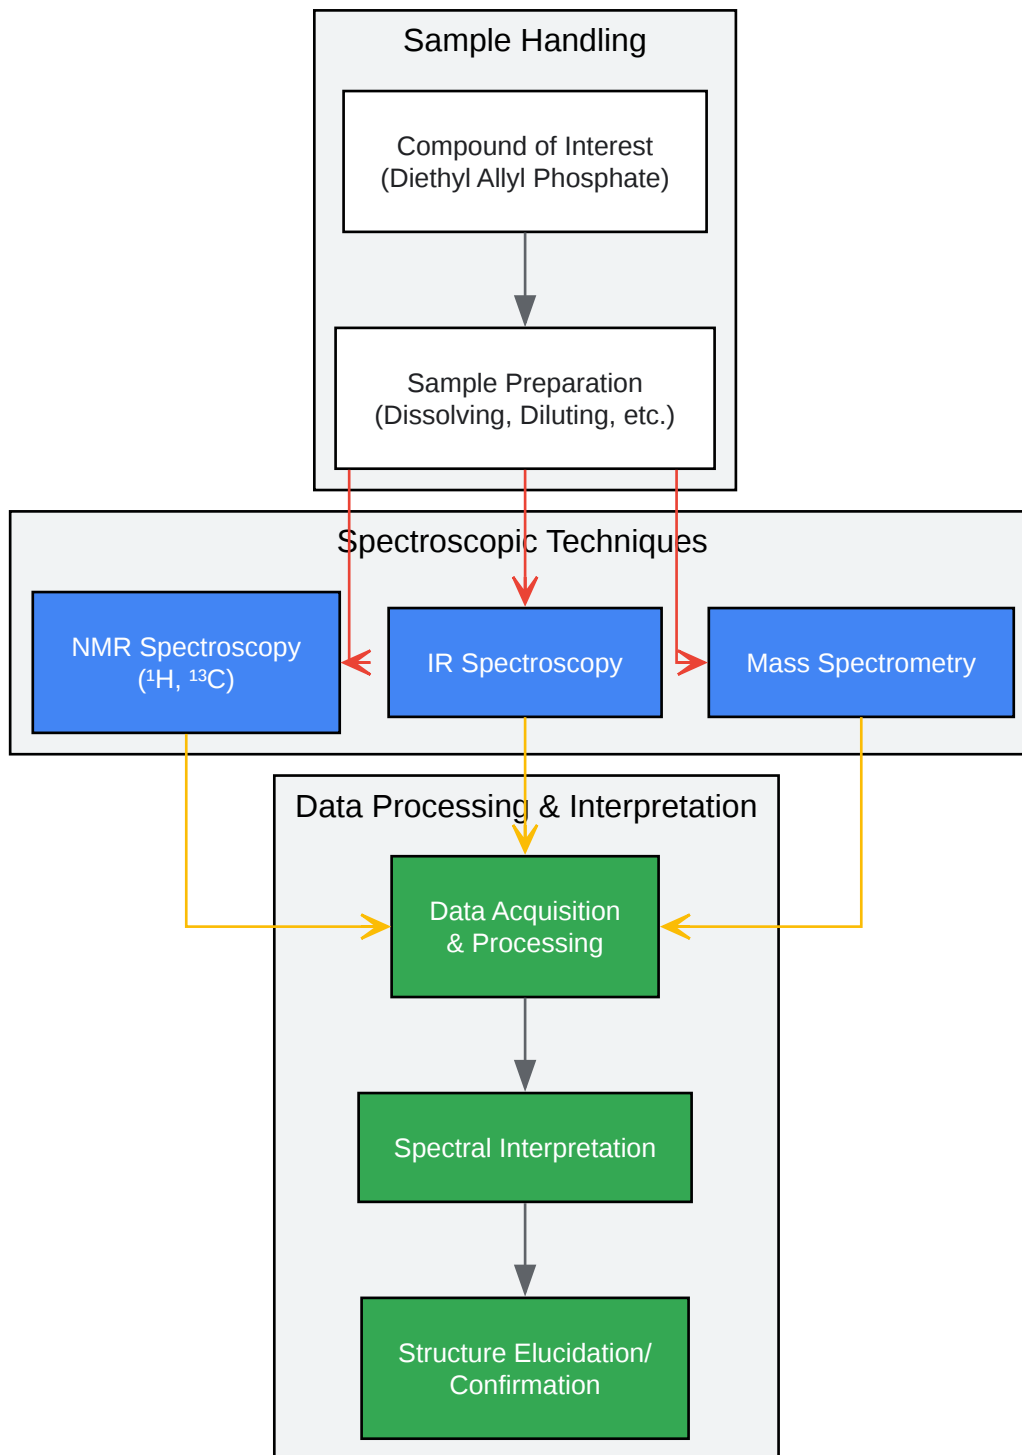 Sample Handling
Compound of Interest
(Diethyl Allyl Phosphate)
Sample Preparation
(Dissolving, Diluting, etc.)
Spectroscopic Techniques
NMR Spectroscopy
(¹H, ¹³C)
IR Spectroscopy
Mass Spectrometry
Data Processing & Interpretation
Data Acquisition
& Processing
Spectral Interpretation
Structure Elucidation/
Confirmation